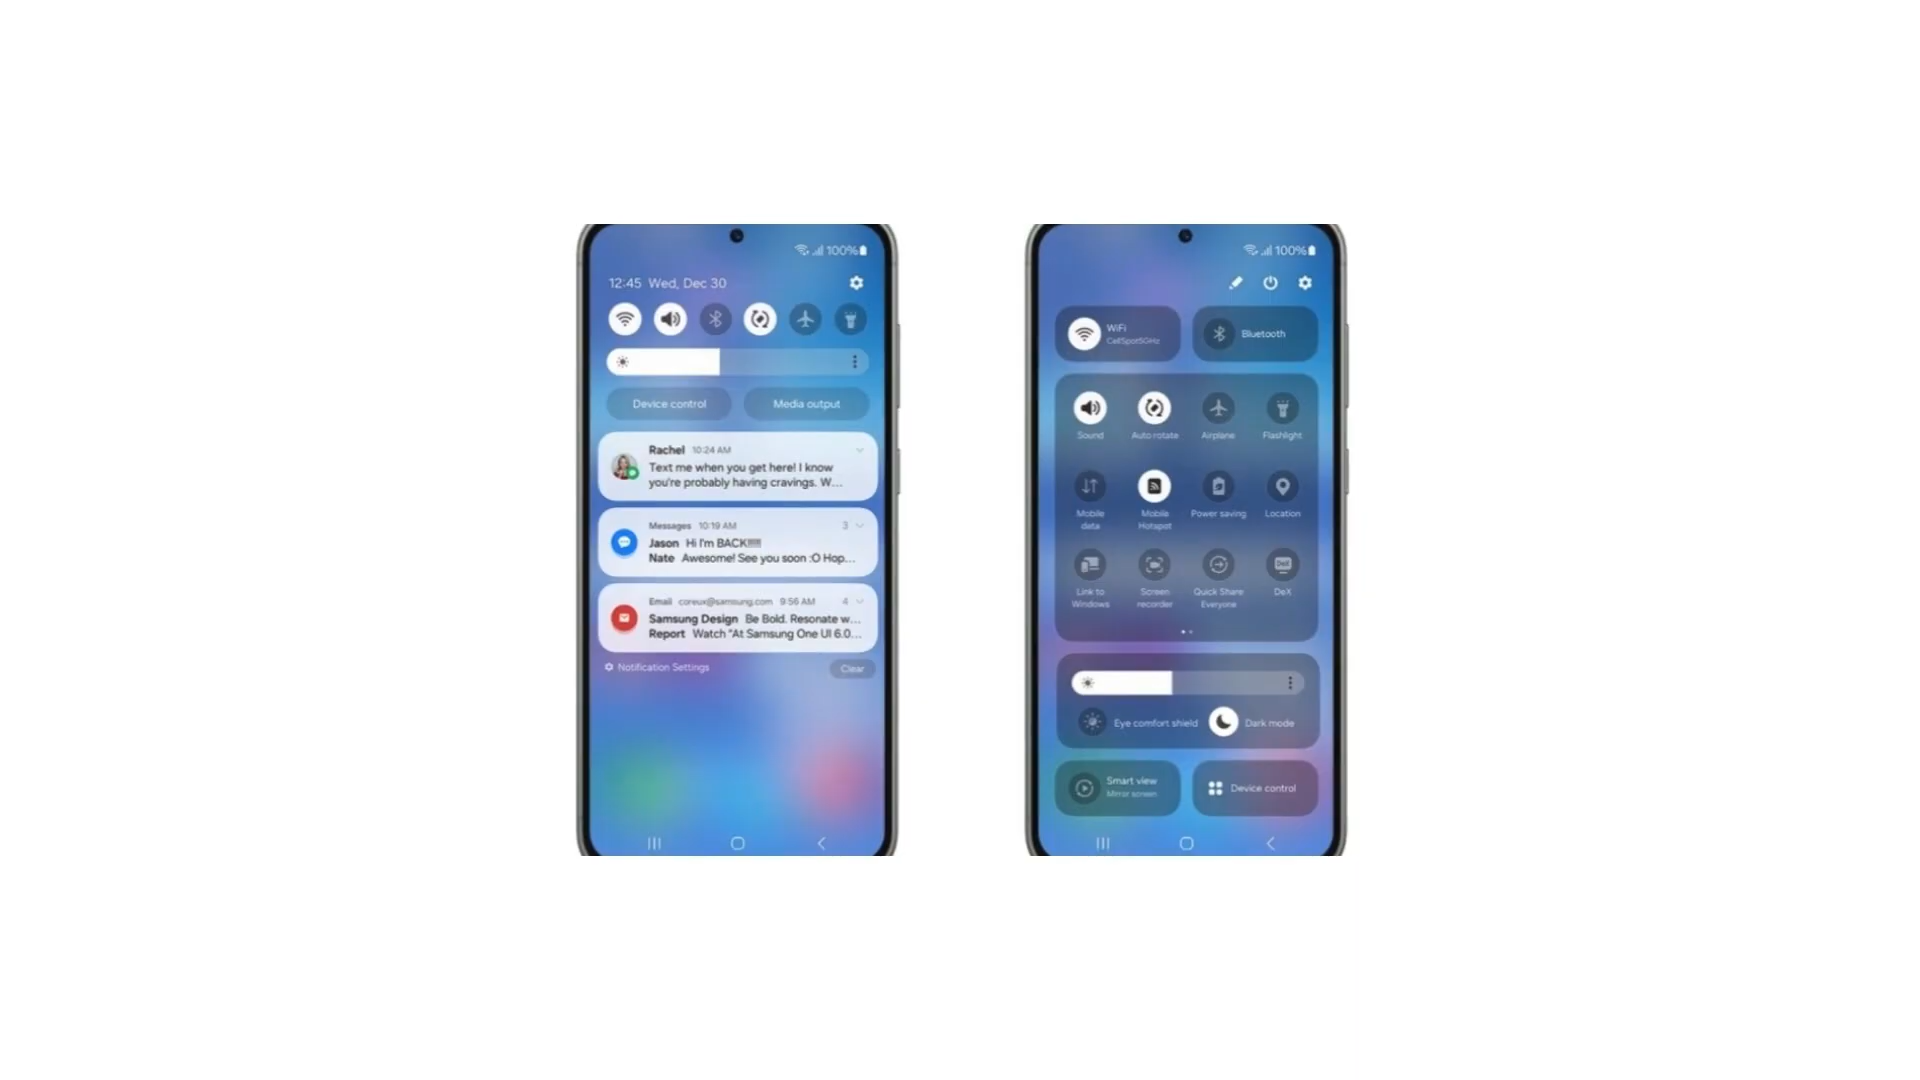 100%
12:45 Wed, Dec 30
Device control
Media output
Rachel 10:24 AM
Text me when you get here! I know
you're probably having cravings. W...
Messages 10:19 AM 3
Jason Hi I'm BACK!!!!!
Nate Awesome! See you soon :O Hop...
Email coreux@samsung.com 9:56 AM 4
Samsung Design Be Bold. Resonate w...
Report Watch "At Samsung One UI 6.0...
Notification Settings
Clear
100%
WiFi
CellSpot5GHz
Bluetooth
Sound
Auto rotate
Airplane
Flashlight
Mobile
data
Mobile
Hotspot
Power saving
Location
Link to
Windows
Screen
recorder
Quick Share
Everyone
DeX
DeX
Eye comfort shield
Dark mode
Smart view
Mirror screen
Device control